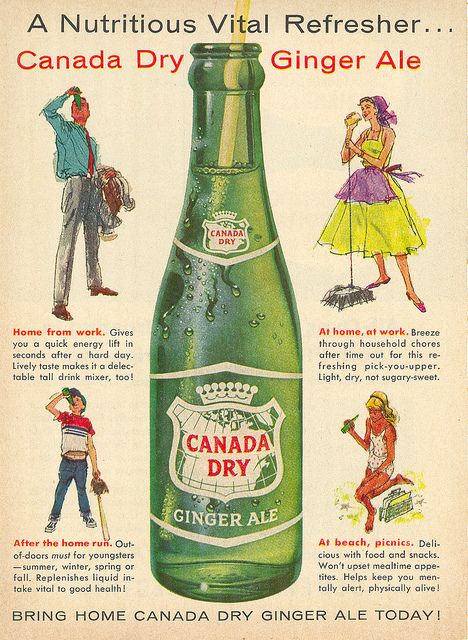 A Nutritious Vital Refresher...
Canada Dry Ginger Ale
CANADA
DRY
Home from work. Gives
you a quick energy lift in
seconds after a hard day.
Lively taste makes it a delec-
table tall drink mixer, too!
At home, at work. Breeze
through household chores
after time out for this re-
freshing pick-you-upper.
Light, dry, not sugary-sweet.
CANADA
DRY
GINGER ALE
After the home run. Out-
of-doors must for youngsters
—summer, winter, spring or
fall. Replenishes liquid in-
take vital to good health!
At beach, picnics. Deli-
cious with food and snacks.
Won't upset mealtime appe-
tites. Helps keep you men-
tally alert, physically alive!
BRING HOME CANADA DRY GINGER ALE TODAY!